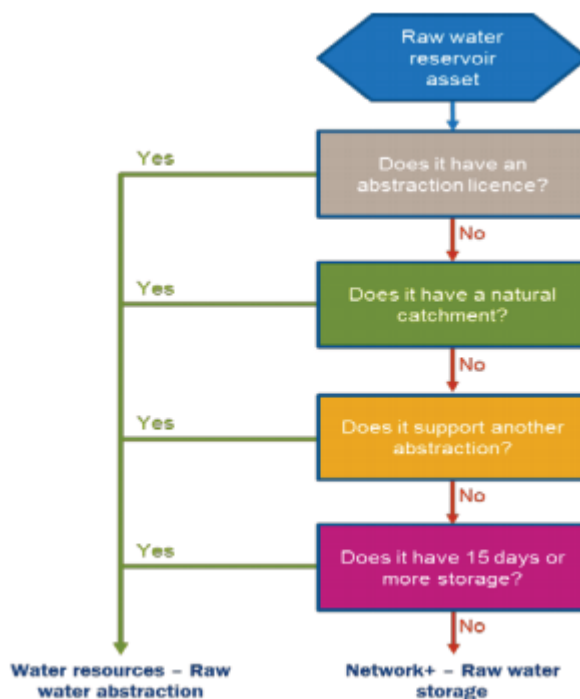 Raw water
reservoir
asset
Yes
Does it have an
abstraction licence?
No
Yes
Does it have a natural
catchment?
No
Yes
Does it support another
abstraction?
No
Yes
Does it have 15 days or
more storage?
No
Water resources – Raw
water abstraction
Network+ – Raw water
storage